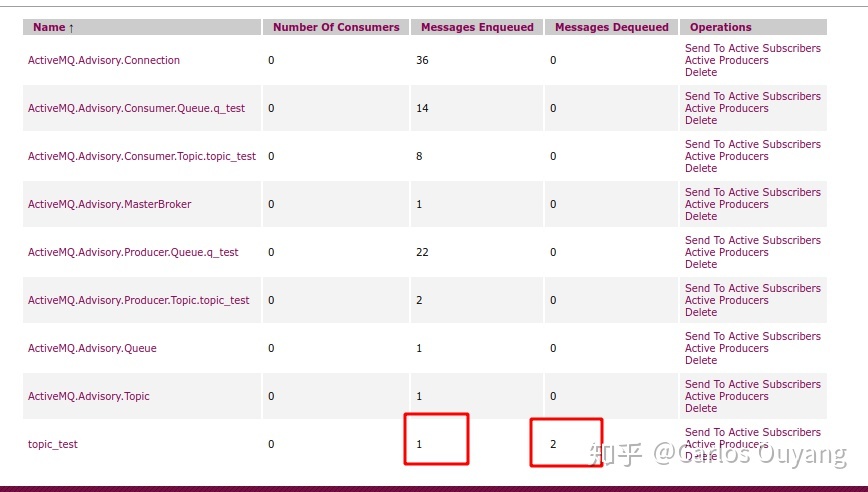 Name ↑ Number Of Consumers Messages Enqueued Messages Dequeued Operations
ActiveMQ.Advisory.Connection 0 36 0 Send To Active Subscribers
Active Producers
Delete
ActiveMQ.Advisory.Consumer.Queue.q_test 0 14 0 Send To Active Subscribers
Active Producers
Delete
ActiveMQ.Advisory.Consumer.Topic.topic_test 0 8 0 Send To Active Subscribers
Active Producers
Delete
ActiveMQ.Advisory.MasterBroker 0 1 0 Send To Active Subscribers
Active Producers
Delete
ActiveMQ.Advisory.Producer.Queue.q_test 0 22 0 Send To Active Subscribers
Active Producers
Delete
ActiveMQ.Advisory.Producer.Topic.topic_test 0 2 0 Send To Active Subscribers
Active Producers
Delete
ActiveMQ.Advisory.Queue 0 1 0 Send To Active Subscribers
Active Producers
Delete
ActiveMQ.Advisory.Topic 0 1 0 Send To Active Subscribers
Active Producers
Delete
topic_test 0 1 2 Send To Active Subscribers
Active Producers
Delete
知乎 @Carlos Ouyang